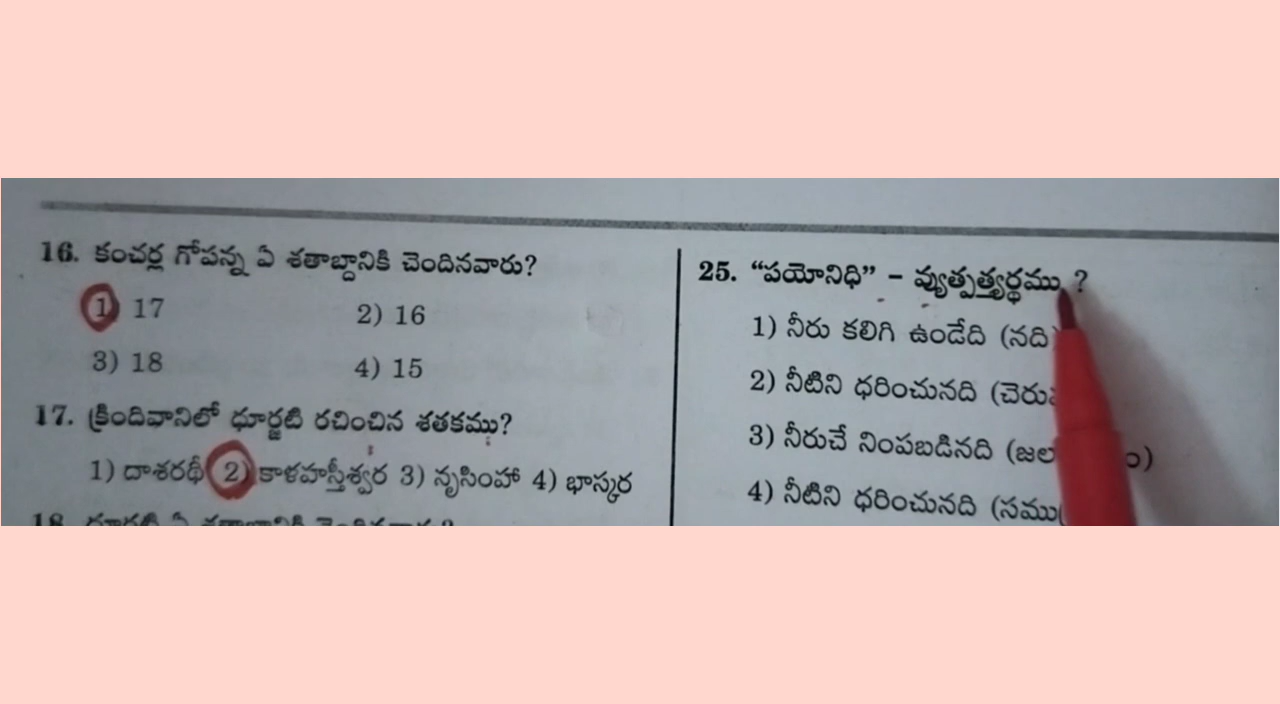 16. కంచర్ల గోపన్న ఏ శతాబ్దానికి చెందినవారు?
1) 17 2) 16
3) 18 4) 15
17. క్రిందివానిలో ధూర్జటి రచించిన శతకము?
1) దాశరథీ 2) కాళహస్తీశ్వర 3) నృసింహా 4) భాస్కర
18.
25. “పయోనిధి” – వ్యుత్పత్త్యర్థము ?
1) నీరు కలిగి ఉండేది (నది)
2) నీటిని ధరించునది
3) నీరుచే నింపబడినది
4) నీటిని ధరించునది